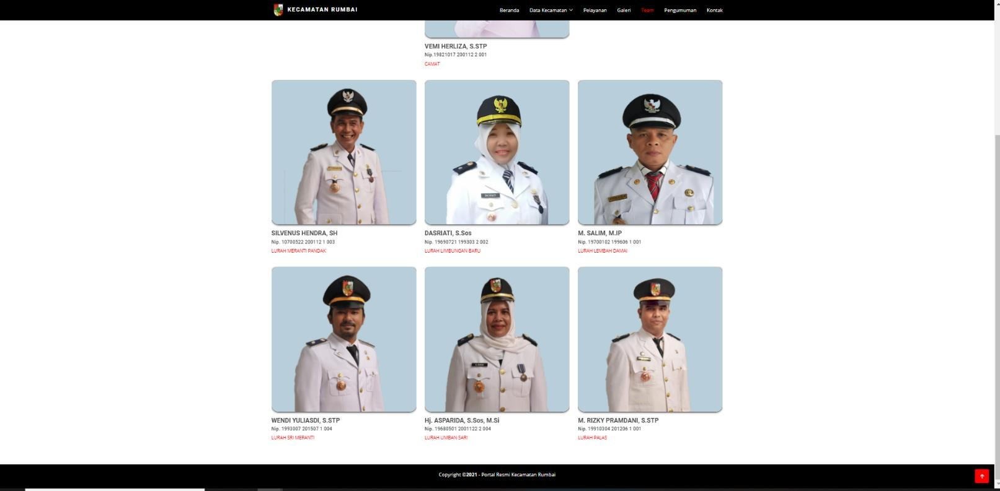 KECAMATAN RUMBAI
Beranda Data Kecamatan Pelayanan Galeri Team Pengumuman Kontak
VEMI HERLIZA, S.STP
Nip.19821017 200112 2 001
CAMAT
SILVENUS HENDRA, SH
Nip. 10700522 200112 1 003
LURAH MERANTI PANDAK
DASRIATI, S.Sos
Nip. 19690721 199303 2 002
LURAH LIMBUNGAN BARU
M. SALIM, M.IP
Nip. 19700102 199606 1 001
LURAH LEMBAH DAMAI
WENDI YULIASDI, S.STP
Nip. 1993007 201507 1 004
LURAH SRI MERANTI
Hj. ASPARIDA, S.Sos, M.Si
Nip. 19680501 2001122 2 004
LURAH UMBAN SARI
M. RIZKY PRAMDANI, S.STP
Nip. 19910304 201206 1 001
LURAH PALAS
Copyright ©2021 - Portal Resmi Kecamatan Rumbai